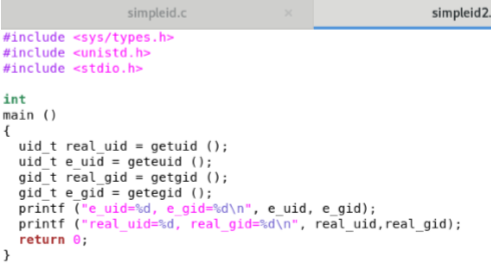 simpleid.c × simpleid2.
#include <sys/types.h>
#include <unistd.h>
#include <stdio.h>

int
main ()
{
  uid_t real_uid = getuid ();
  uid_t e_uid = geteuid ();
  gid_t real_gid = getgid ();
  gid_t e_gid = getegid ();
  printf ("e_uid=%d, e_gid=%d\n", e_uid, e_gid);
  printf ("real_uid=%d, real_gid=%d\n", real_uid,real_gid);
  return 0;
}